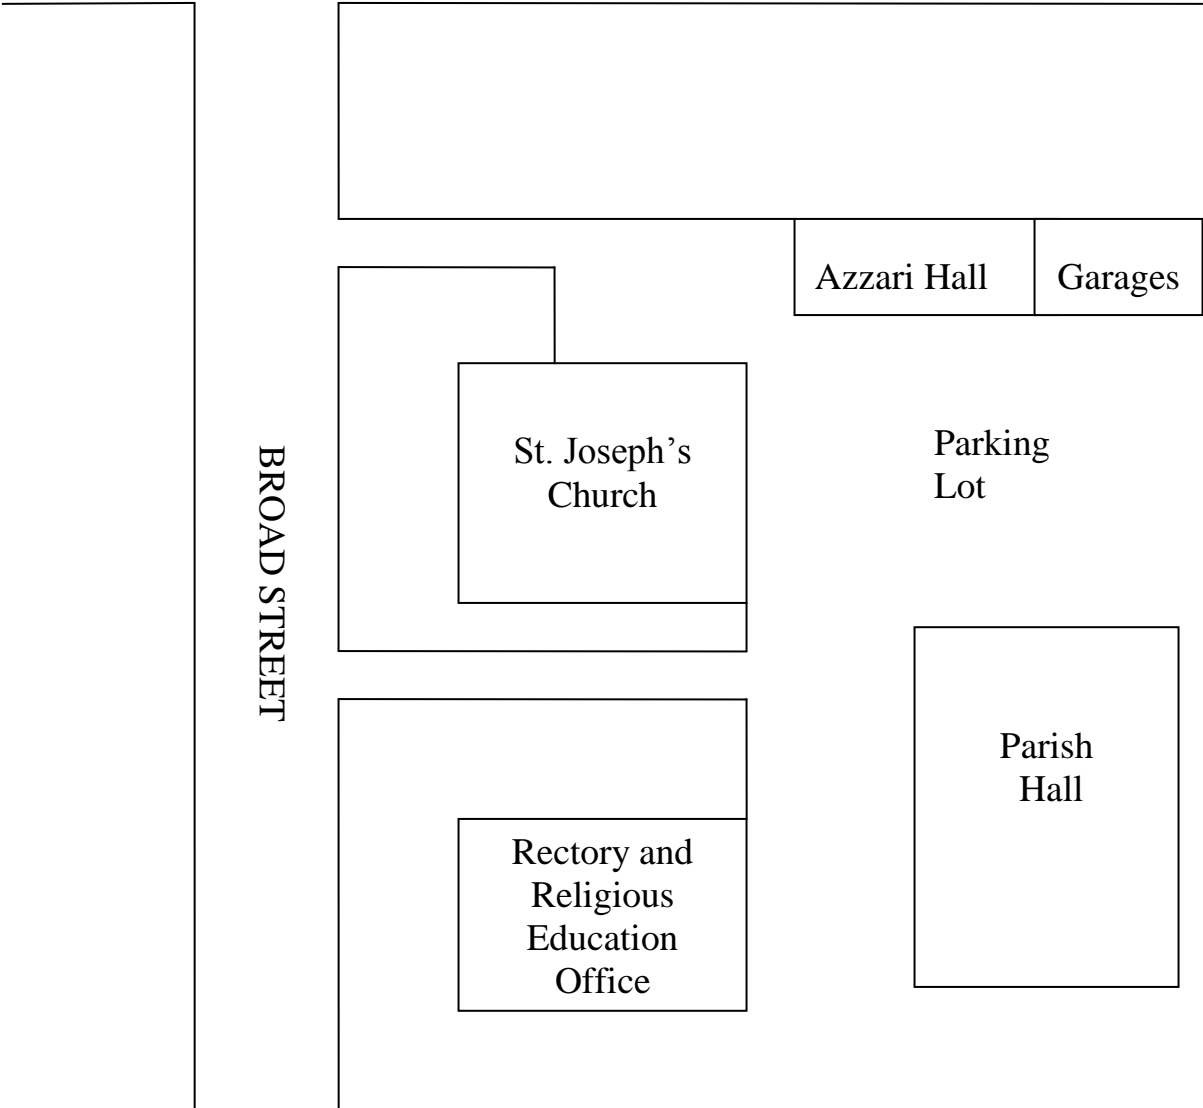 Azzari Hall
Garages
St. Joseph’s
Church
Parking
Lot
BROAD STREET
Parish
Hall
Rectory and
Religious
Education
Office